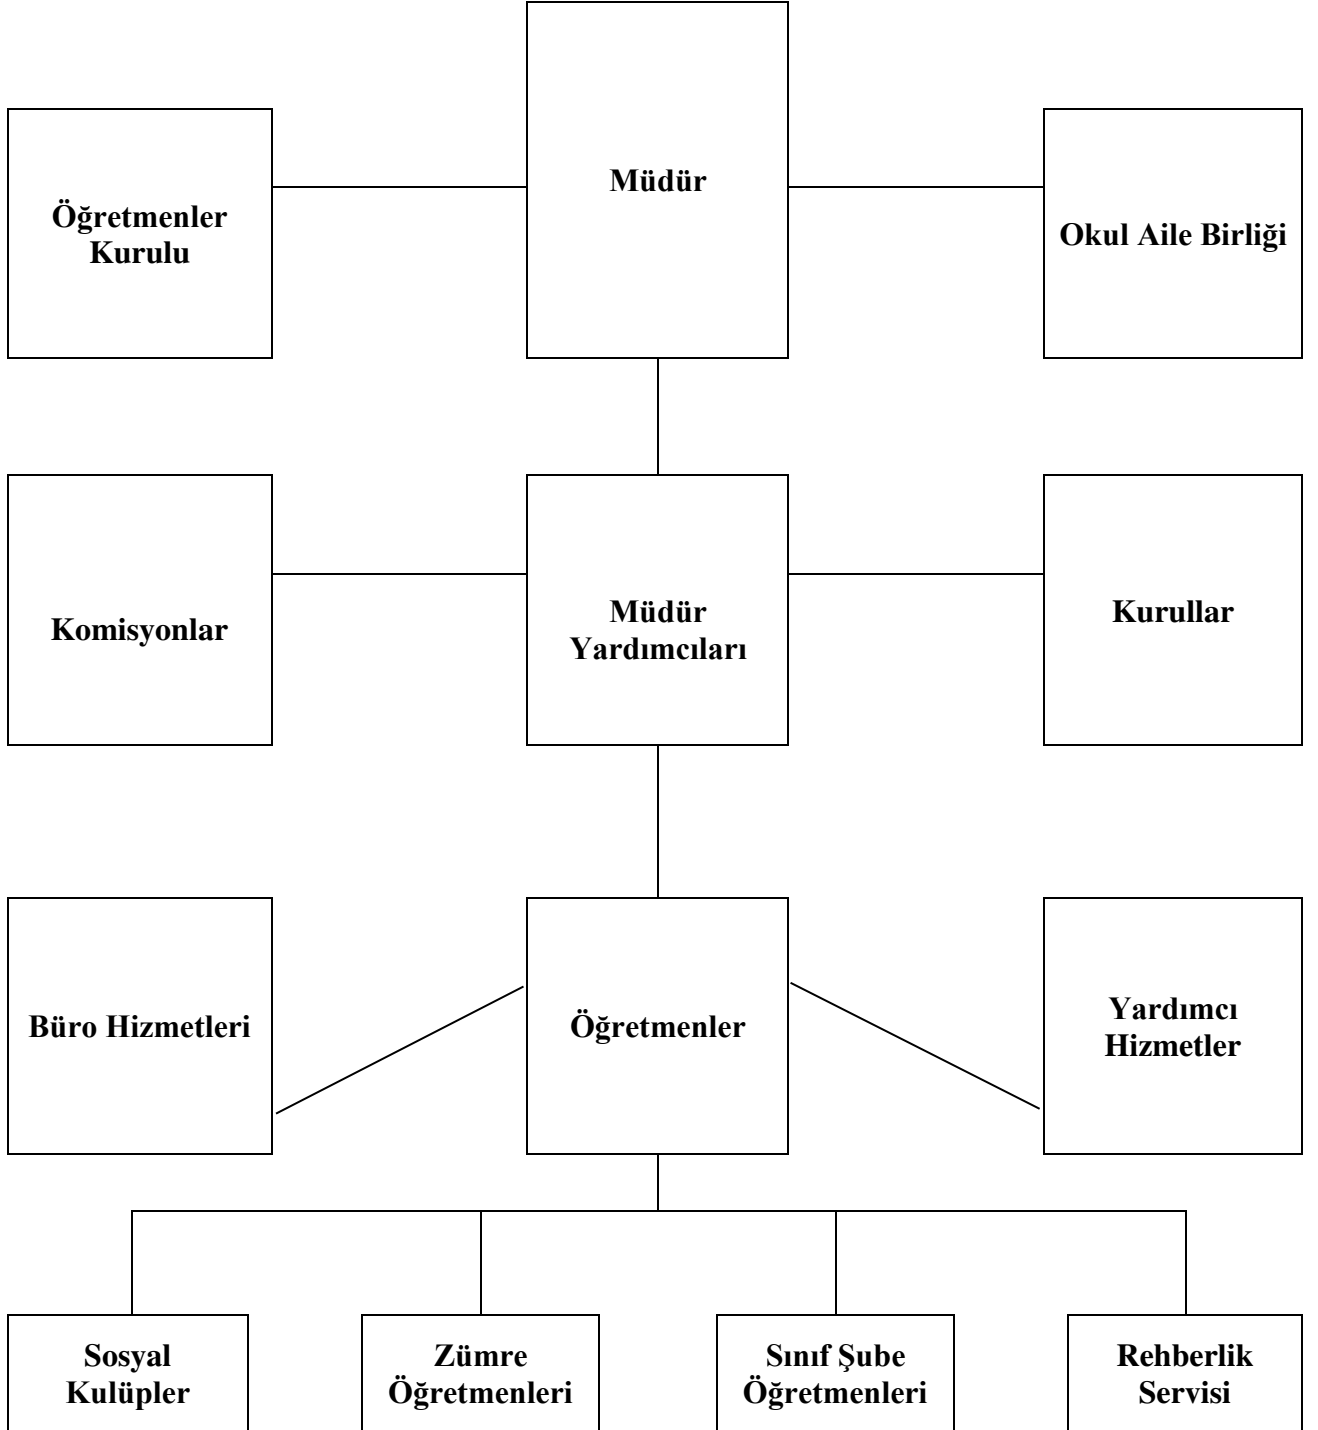 Müdür
Öğretmenler
Kurulu
Okul Aile Birliği
Komisyonlar
Müdür
Yardımcıları
Kurullar
Büro Hizmetleri
Öğretmenler
Yardımcı
Hizmetler
Sosyal
Kulüpler
Zümre
Öğretmenleri
Sınıf Şube
Öğretmenleri
Rehberlik
Servisi